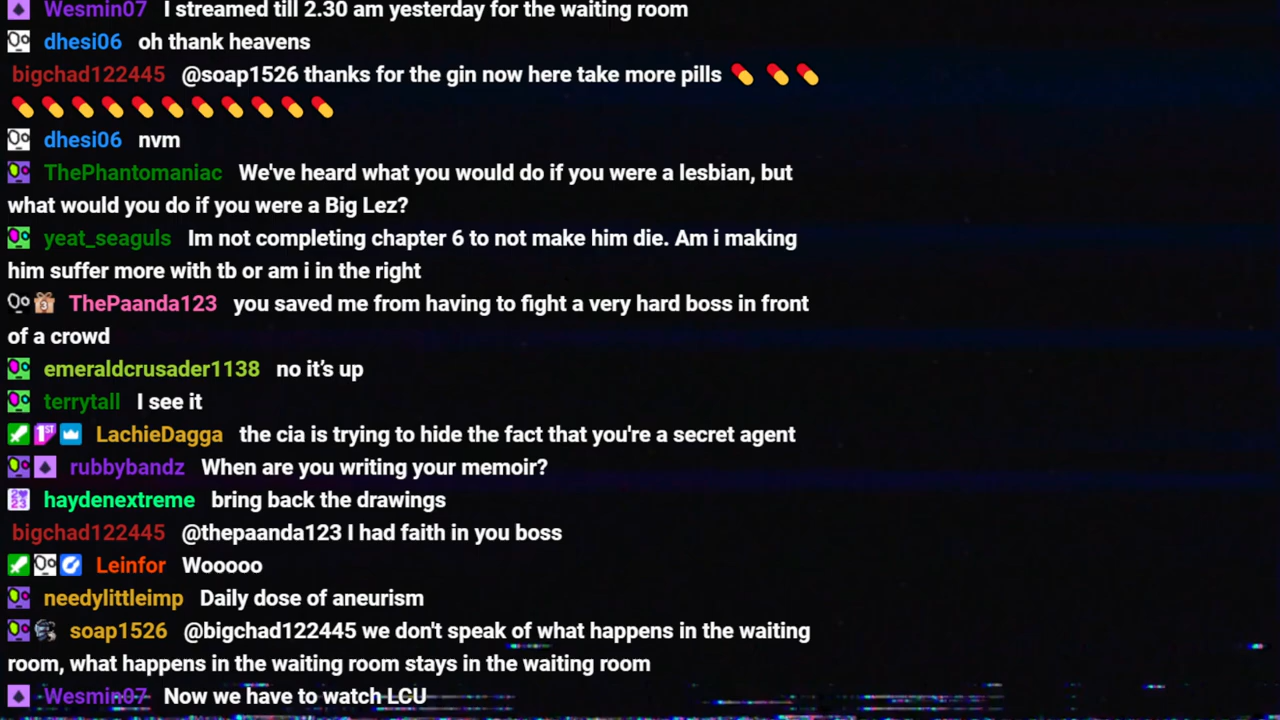 Wesmin07 I streamed till 2.30 am yesterday for the waiting room
dhesi06 oh thank heavens
bigchad122445 @soap1526 thanks for the gin now here take more pills 💊 💊 💊
💊 💊 💊 💊 💊 💊 💊 💊 💊 💊 💊
dhesi06 nvm
ThePhantomaniac We've heard what you would do if you were a lesbian, but
what would you do if you were a Big Lez?
yeat_seaguls Im not completing chapter 6 to not make him die. Am i making
him suffer more with tb or am i in the right
ThePaanda123 you saved me from having to fight a very hard boss in front
of a crowd
emeraldcrusader1138 no it’s up
terrytall I see it
LachieDagga the cia is trying to hide the fact that you're a secret agent
rubbybandz When are you writing your memoir?
haydenextreme bring back the drawings
bigchad122445 @thepaanda123 I had faith in you boss
Leinfor Wooooo
needylittleimp Daily dose of aneurism
soap1526 @bigchad122445 we don't speak of what happens in the waiting
room, what happens in the waiting room stays in the waiting room
Wesmin07 Now we have to watch LCU